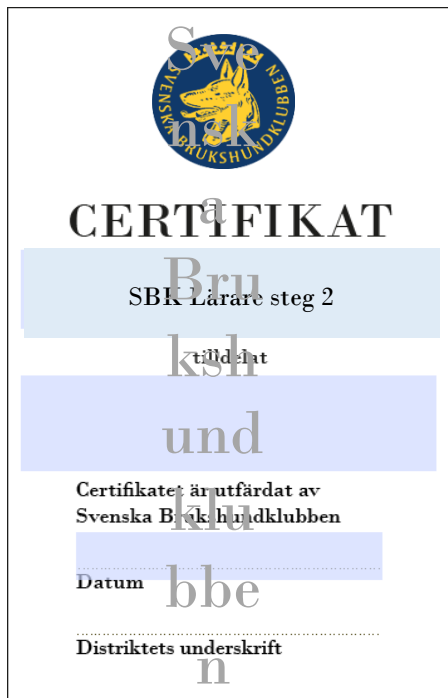 SVENSKA BRUKSHUNDKLUBBEN
CERTIFIKAT
SBK Lärare steg 2
tilldelat
Certifikatet är utfärdat av
Svenska Brukshundklubben
Datum
Distriktets underskrift
Sve
nsk
a
Bru
ksh
und
klu
bbe
n